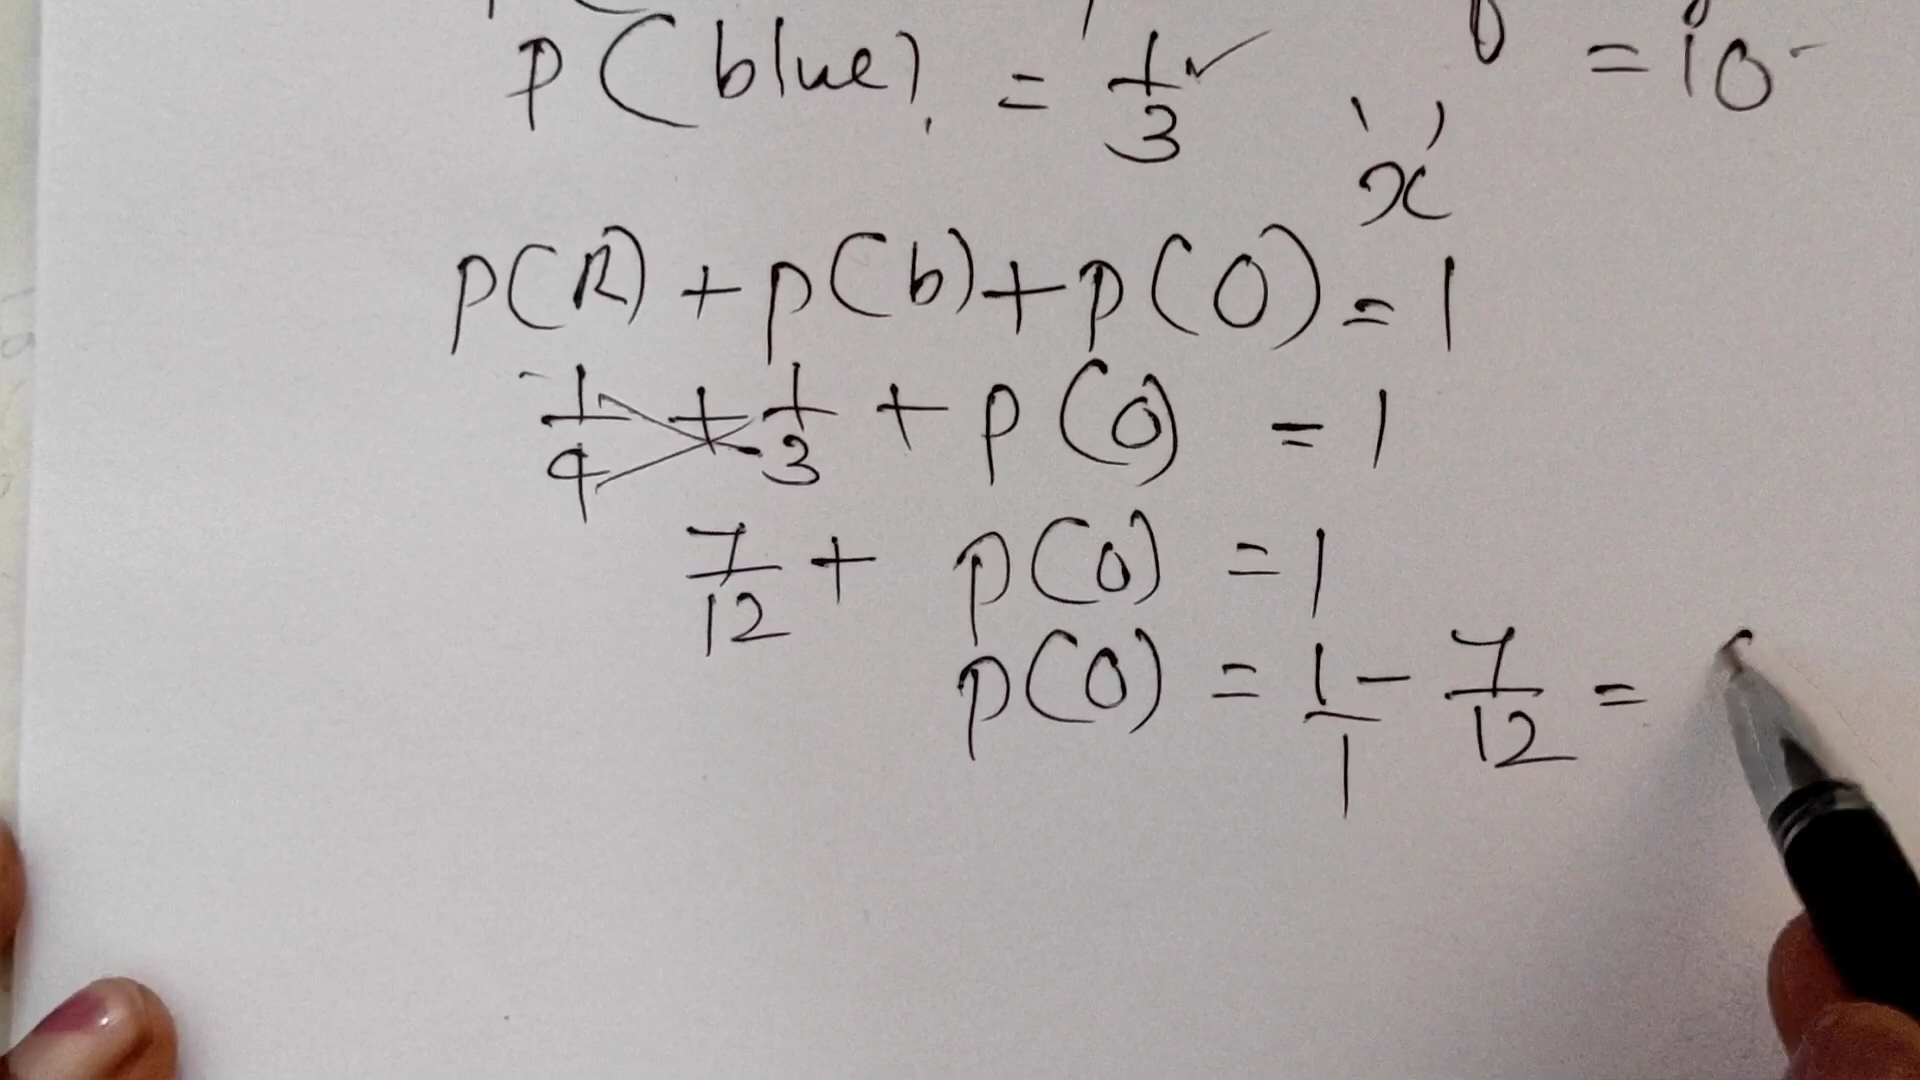 p(blue) = 1/3 ✓ = 10
x
p(R) + p(b) + p(O) = 1
1/4 + 1/3 + p(O) = 1
7/12 + p(O) = 1
p(O) = 1/1 - 7/12 =